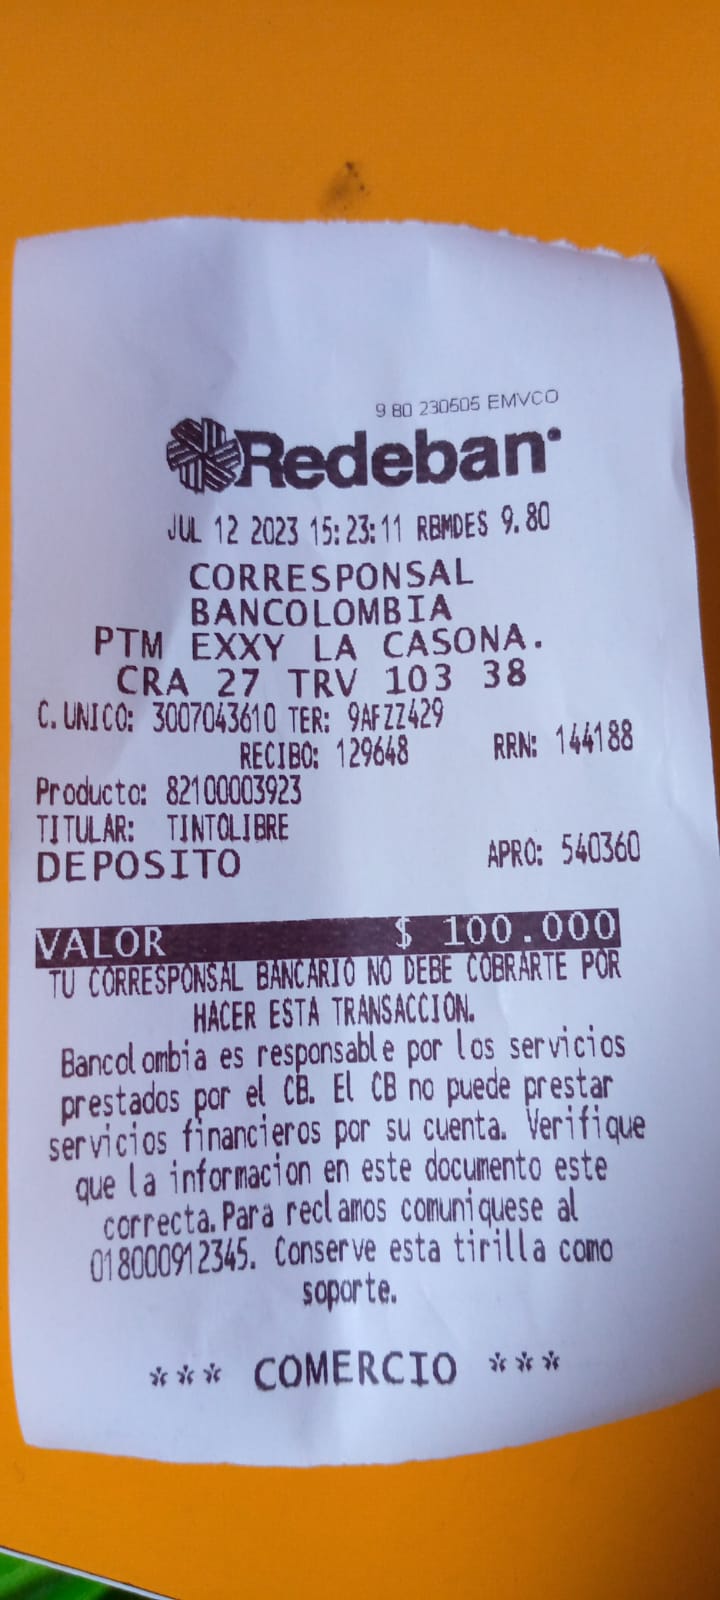 9 80 230505 EMVCO
Redeban
JUL 12 2023 15:23:11 RBMDES 9.80
CORRESPONSAL
BANCOLOMBIA
PTM EXXY LA CASONA.
CRA 27 TRV 103 38
C. UNICO: 3007043610 TER: 9AFZZ429
RECIBO: 129648 RRN: 144188
Producto: 82100003923
TITULAR: TINTOLIBRE
DEPOSITO APRO: 540360
VALOR $ 100.000
TU CORRESPONSAL BANCARIO NO DEBE COBRARTE POR
HACER ESTA TRANSACCION.
Bancolombia es responsable por los servicios
prestados por el CB. El CB no puede prestar
servicios financieros por su cuenta. Verifique
que la informacion en este documento este
correcta. Para reclamos comuniquese al
018000912345. Conserve esta tirilla como
soporte.
*** COMERCIO ***